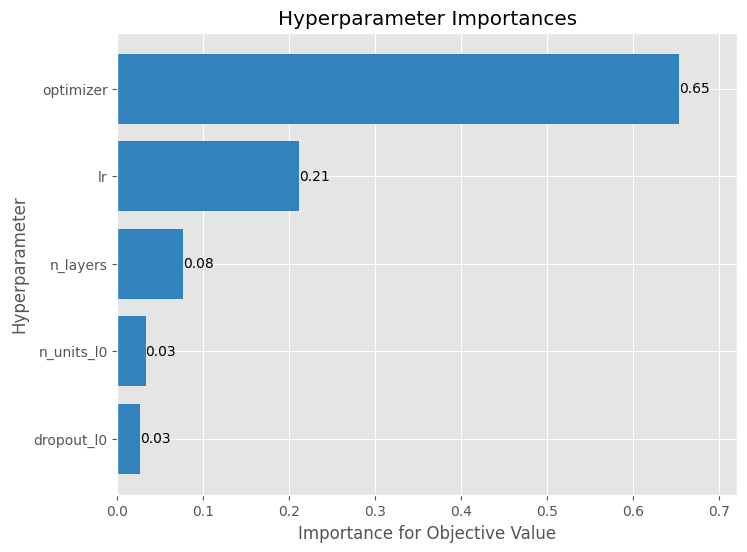 Hyperparameter Importances
Hyperparameter
optimizer
0.65
lr
0.21
n_layers
0.08
n_units_l0
0.03
dropout_l0
0.03
0.0 0.1 0.2 0.3 0.4 0.5 0.6 0.7
Importance for Objective Value